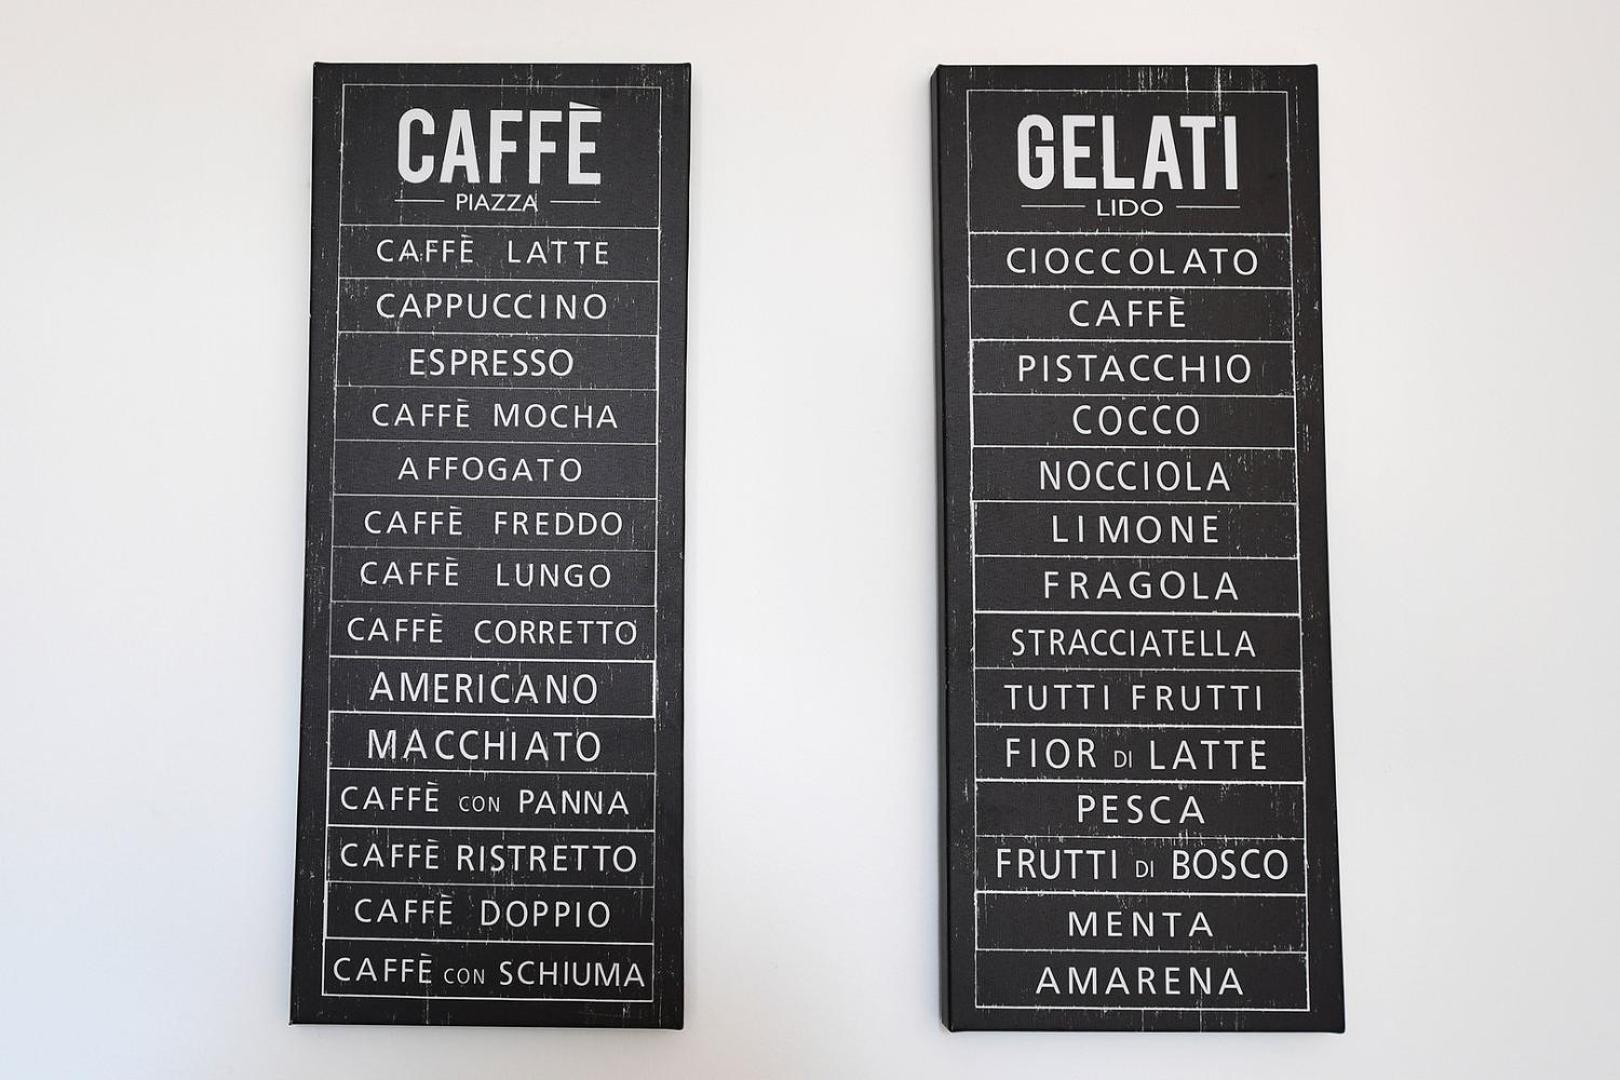 CAFFÈ
PIAZZA
CAFFÈ LATTE
CAPPUCCINO
ESPRESSO
CAFFÈ MOCHA
AFFOGATO
CAFFÈ FREDDO
CAFFÈ LUNGO
CAFFÈ CORRETTO
AMERICANO
MACCHIATO
CAFFÈ CON PANNA
CAFFÈ RISTRETTO
CAFFÈ DOPPIO
CAFFÈ CON SCHIUMA
GELATI
LIDO
CIOCCOLATO
CAFFÈ
PISTACCHIO
COCCO
NOCCIOLA
LIMONE
FRAGOLA
STRACCIATELLA
TUTTI FRUTTI
FIOR DI LATTE
PESCA
FRUTTI DI BOSCO
MENTA
AMARENA